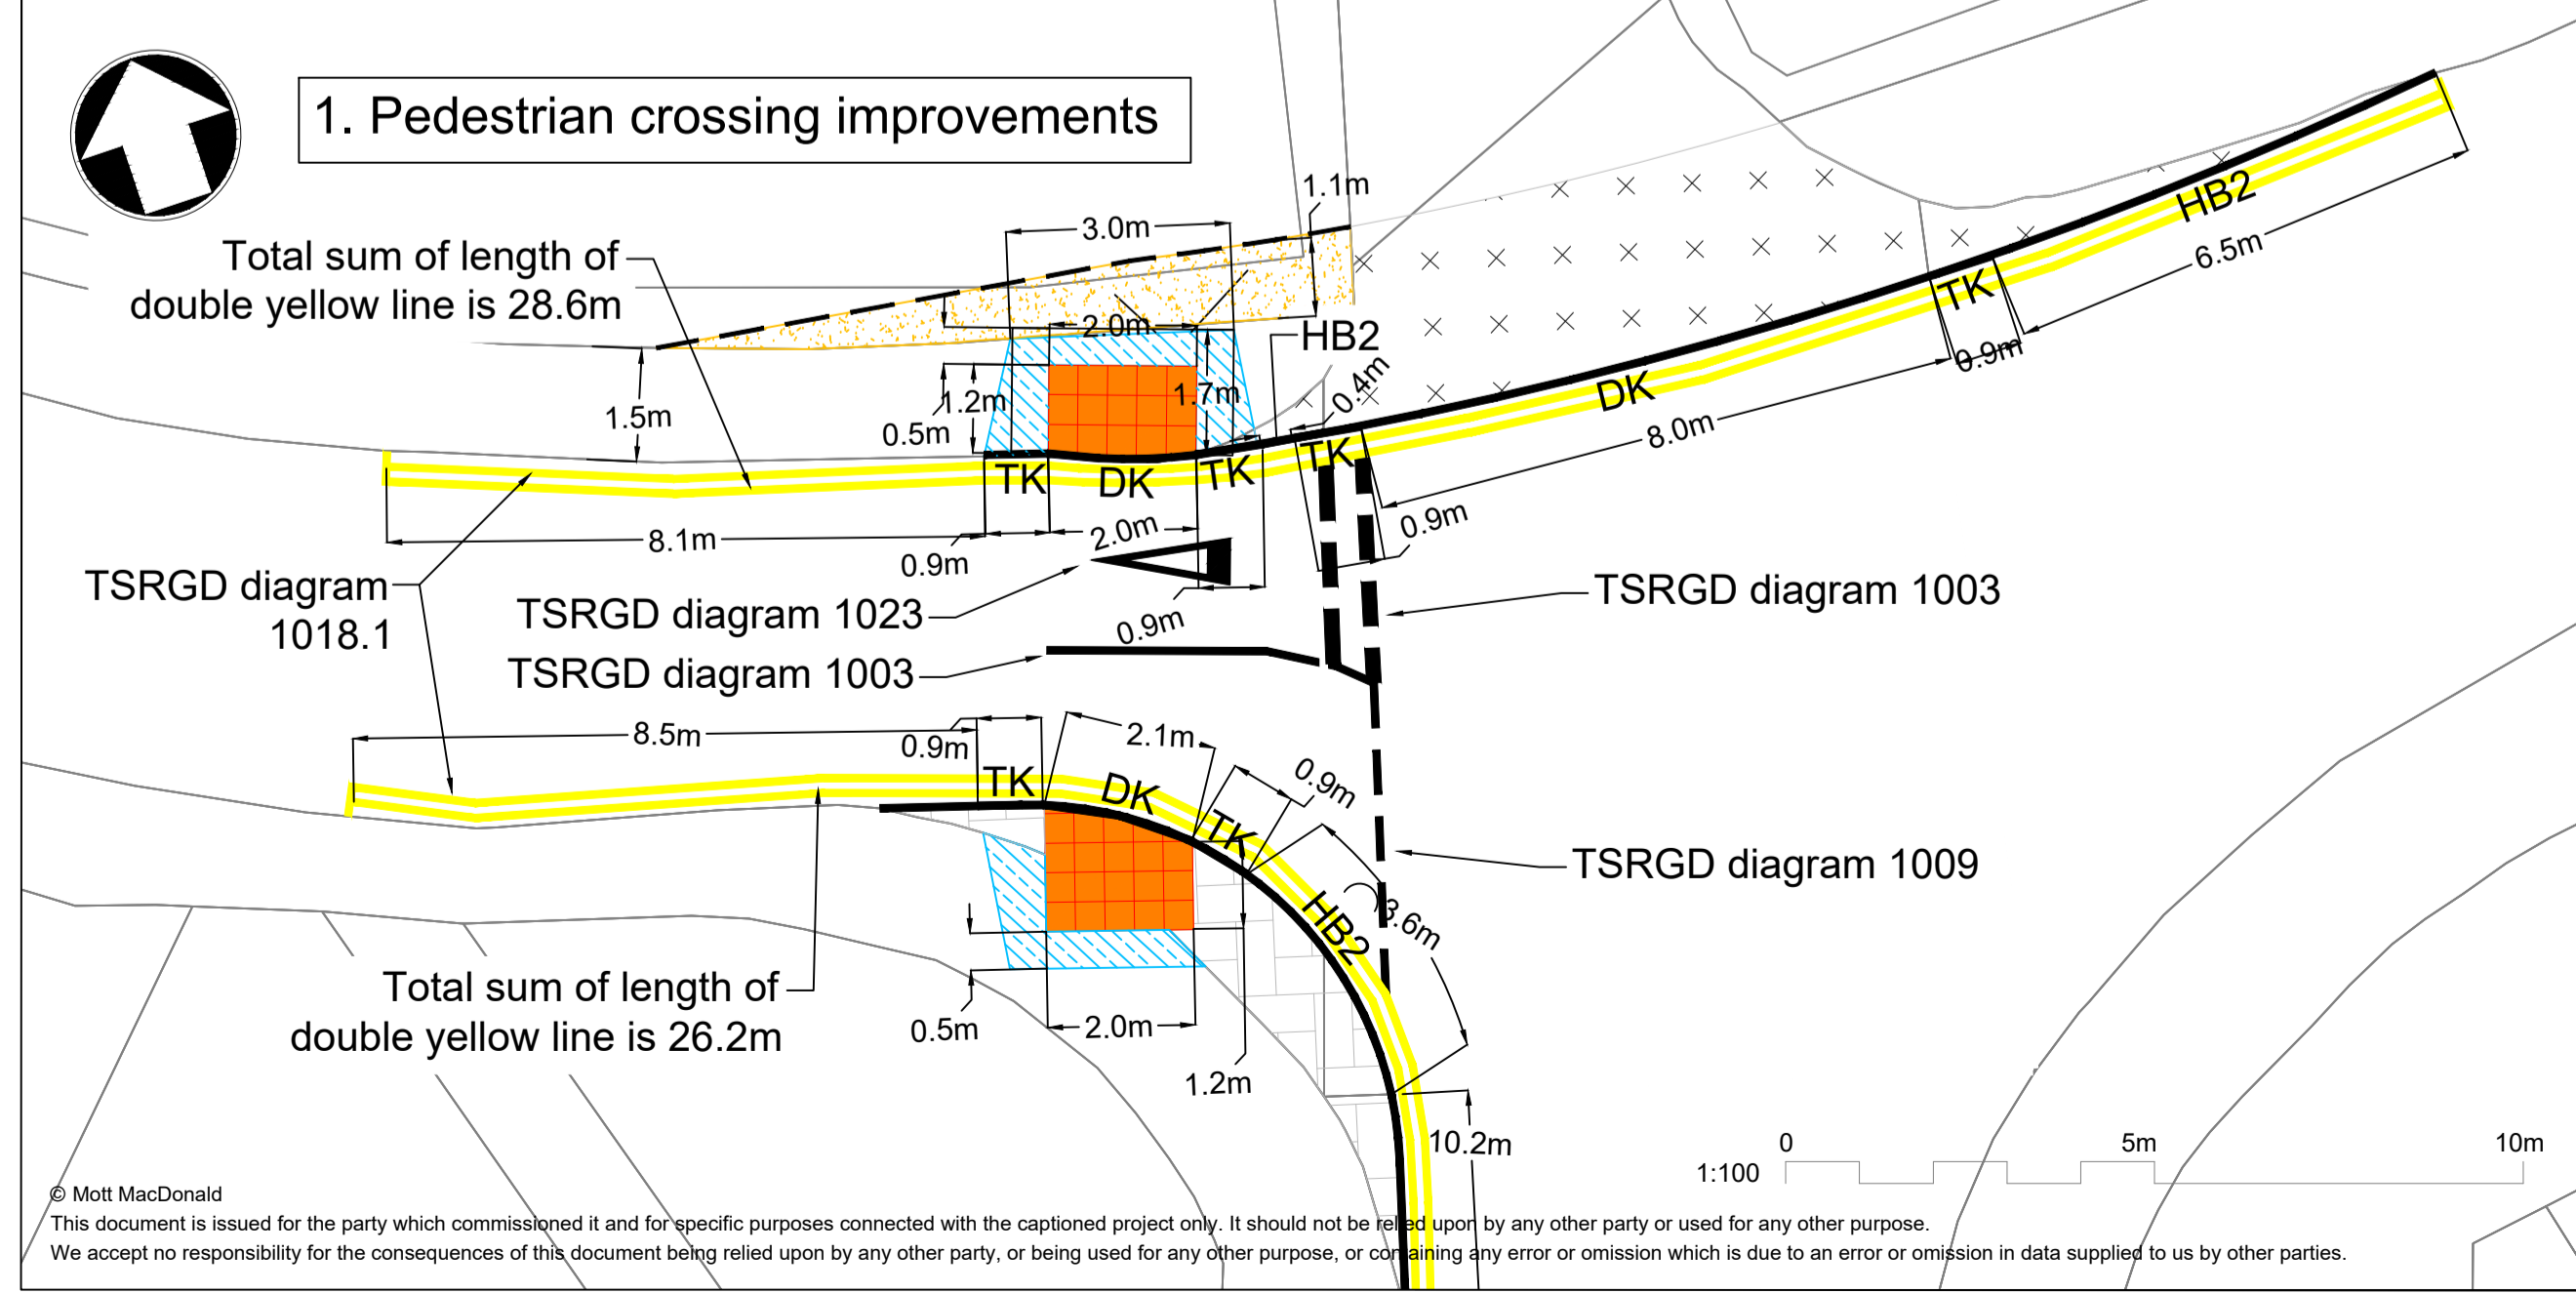 1. Pedestrian crossing improvements
1.1m
3.0m
Total sum of length of
double yellow line is 28.6m
HB2
6.5m
TK
2.0m
HB2
0.9m
0.4m
DK
1.5m
1.2m
1.7m
0.5m
8.0m
TK
DK
TK
TK
8.1m
2.0m
0.9m
0.9m
TSRGD diagram
1018.1
TSRGD diagram 1023
0.9m
TSRGD diagram 1003
TSRGD diagram 1003
8.5m
0.9m
2.1m
0.9m
TK
DK
TK
TSRGD diagram 1009
HB2
3.6m
Total sum of length of
double yellow line is 26.2m
0.5m
2.0m
1.2m
10.2m
0
5m
10m
1:100
© Mott MacDonald
This document is issued for the party which commissioned it and for specific purposes connected with the captioned project only. It should not be relied upon by any other party or used for any other purpose.
We accept no responsibility for the consequences of this document being relied upon by any other party, or being used for any other purpose, or containing any error or omission which is due to an error or omission in data supplied to us by other parties.